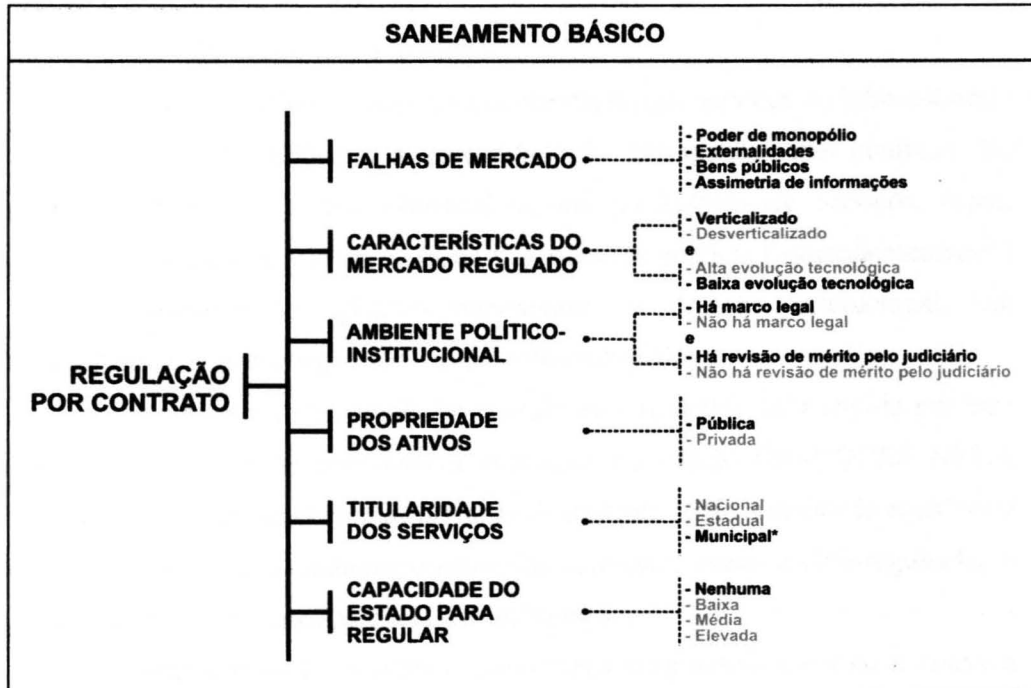 SANEAMENTO BÁSICO
REGULAÇÃO
POR CONTRATO
FALHAS DE MERCADO
- Poder de monopólio
- Externalidades
- Bens públicos
- Assimetria de informações
CARACTERÍSTICAS DO
MERCADO REGULADO
- Verticalizado
- Desverticalizado
e
- Alta evolução tecnológica
- Baixa evolução tecnológica
AMBIENTE POLÍTICO-
INSTITUCIONAL
- Há marco legal
- Não há marco legal
e
- Há revisão de mérito pelo judiciário
- Não há revisão de mérito pelo judiciário
PROPRIEDADE
DOS ATIVOS
- Pública
- Privada
TITULARIDADE
DOS SERVIÇOS
- Nacional
- Estadual
- Municipal*
CAPACIDADE DO
ESTADO PARA
REGULAR
- Nenhuma
- Baixa
- Média
- Elevada